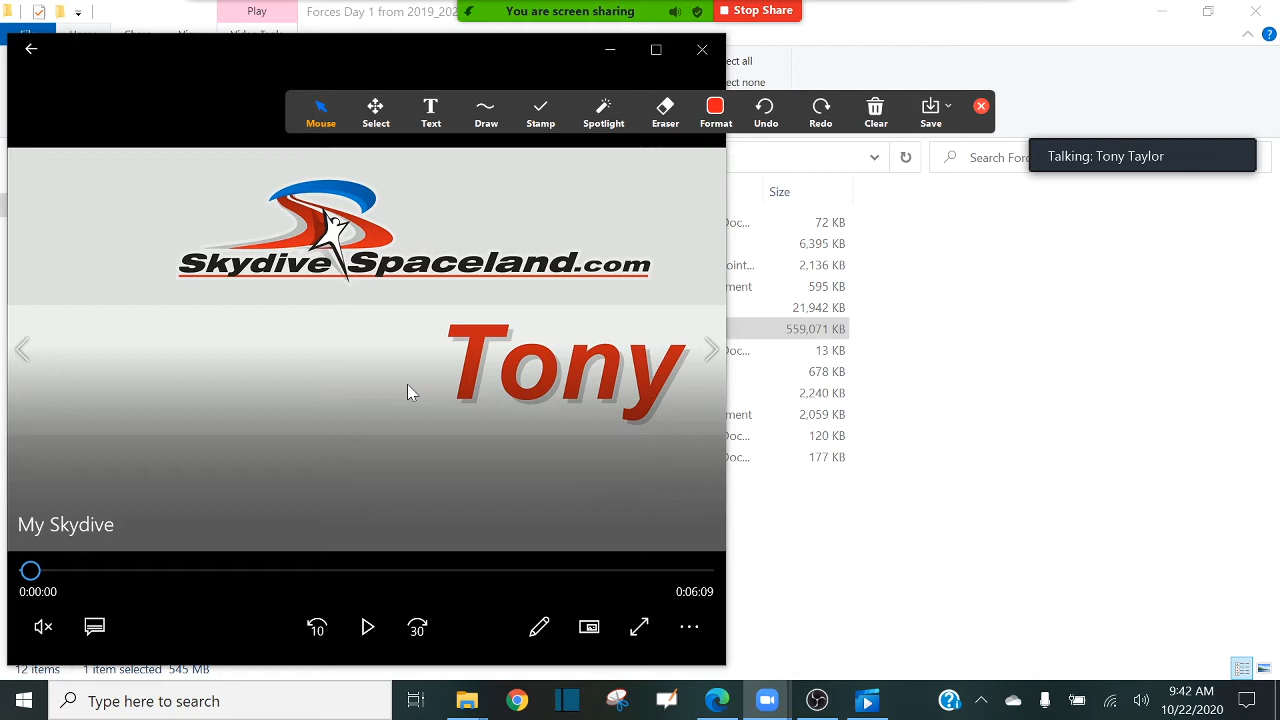 Play
Forces Day 1 from 2019_202
You are screen sharing
Stop Share
ect all
ect none
Mouse
Select
Text
Draw
Stamp
Spotlight
Eraser
Format
Undo
Redo
Clear
Save
Search For
Talking: Tony Taylor
Size
Doc... 72 KB
6,395 KB
oint... 2,136 KB
ment 595 KB
21,942 KB
559,071 KB
Doc... 13 KB
678 KB
2,240 KB
ment 2,059 KB
Doc... 120 KB
Doc... 177 KB
Skydive Spaceland.com
Tony
My Skydive
0:00:00
0:06:09
10
30
12 items 1 item selected 545 MB
Type here to search
9:42 AM
10/22/2020